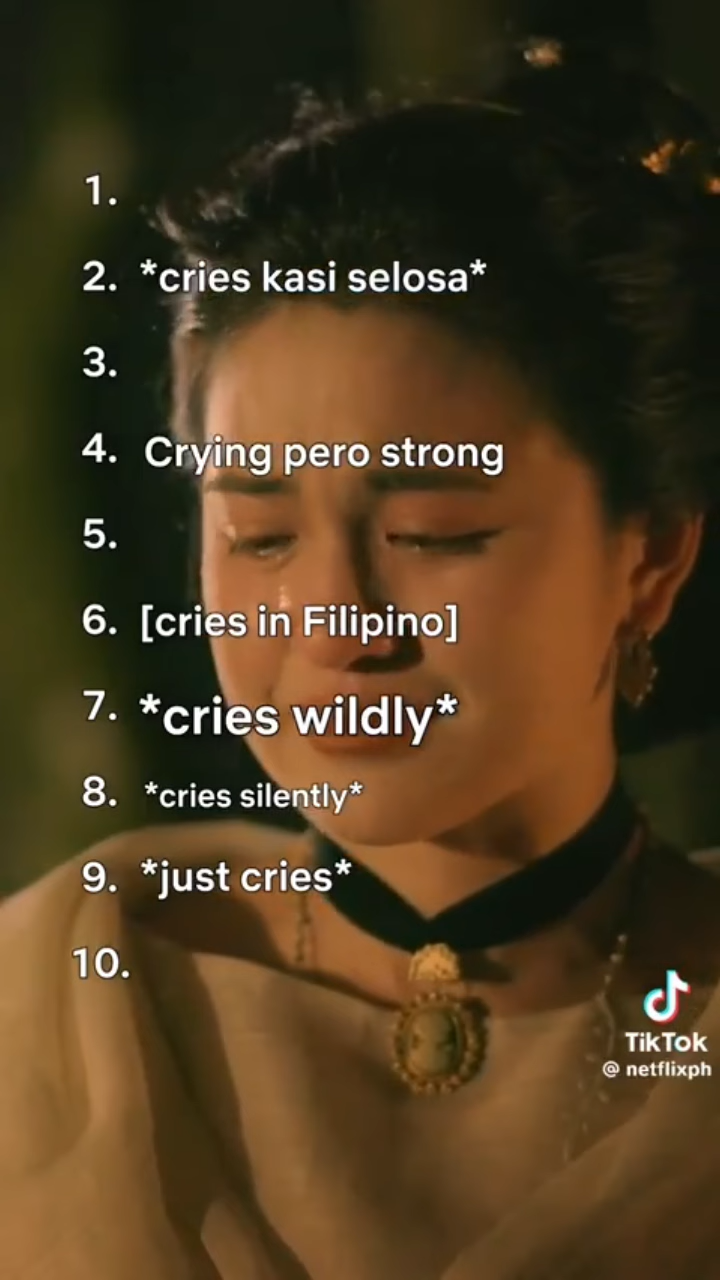 1.
2. *cries kasi selosa*
3.
4. Crying pero strong
5.
6. [cries in Filipino]
7. *cries wildly*
8. *cries silently*
9. *just cries*
10.
TikTok
@ netflixph